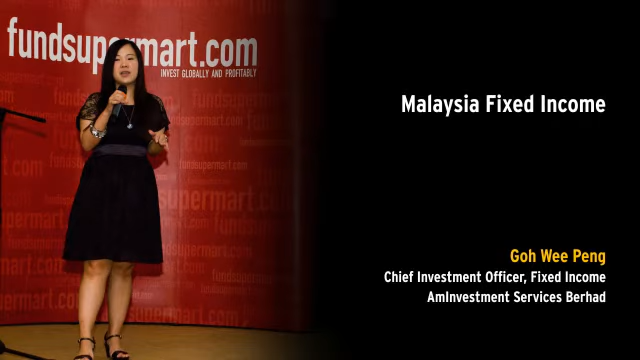 fundsupermart.com
INVEST GLOBALLY AND PROFITABLY
Malaysia Fixed Income
Goh Wee Peng
Chief Investment Officer, Fixed Income
AmInvestment Services Berhad